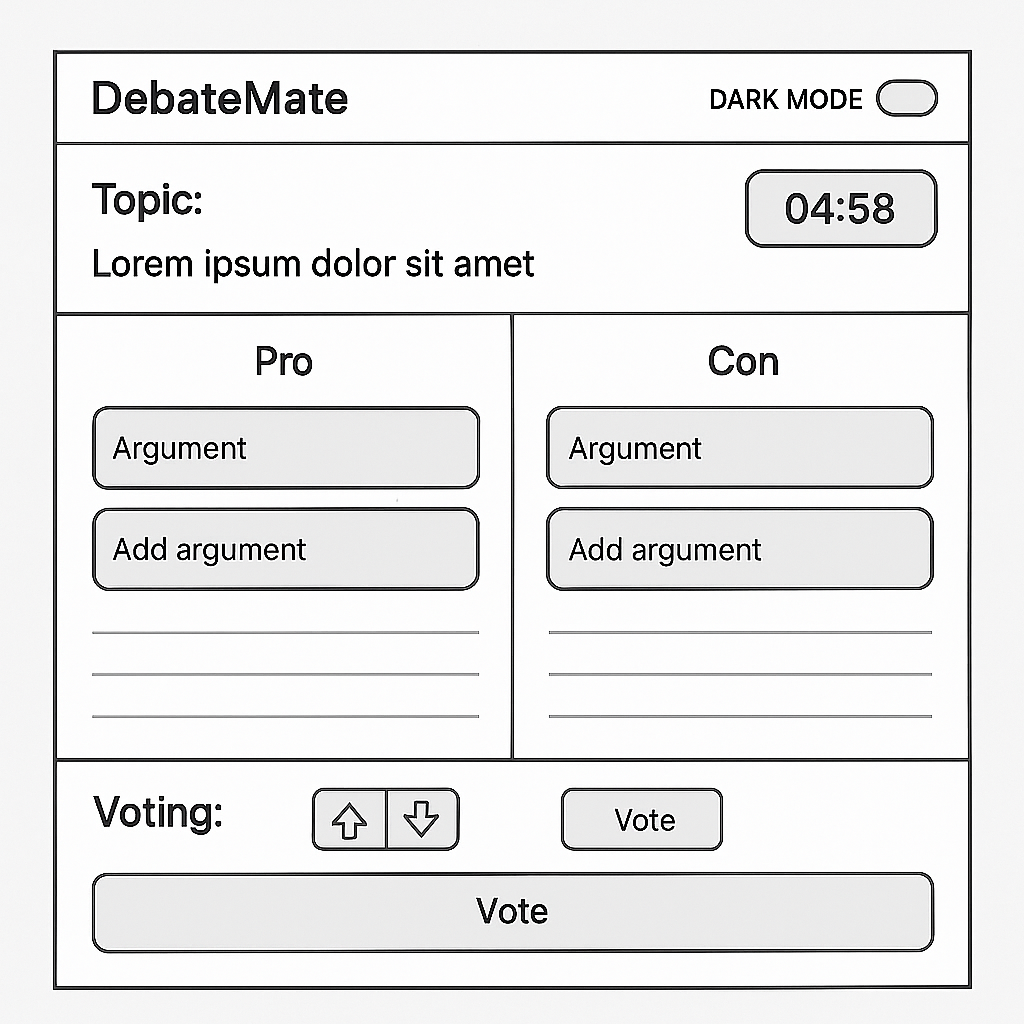 DebateMate
DARK MODE
Topic:
04:58
Lorem ipsum dolor sit amet
Pro
Argument
Add argument
Con
Argument
Add argument
Voting:
Vote
Vote